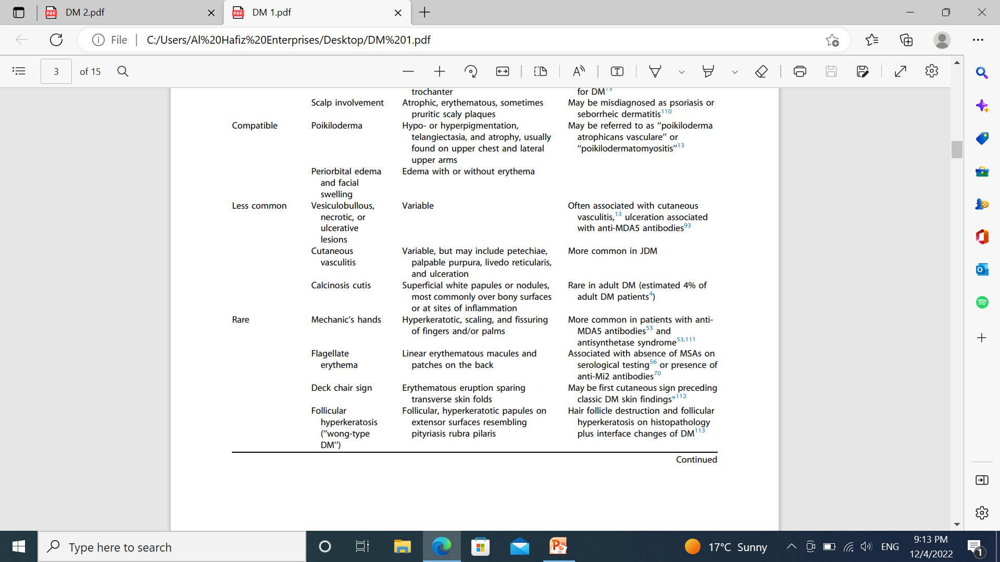 DM 2.pdf
DM 1.pdf
File
C:/Users/Al%20Hafiz%20Enterprises/Desktop/DM%201.pdf
3 of 15
trochanter
for DM13
Scalp involvement
Atrophic, erythematous, sometimes
pruritic scaly plaques
May be misdiagnosed as psoriasis or
seborrheic dermatitis110
Compatible
Poikiloderma
Hypo- or hyperpigmentation,
telangiectasia, and atrophy, usually
found on upper chest and lateral
upper arms
May be referred to as “poikiloderma
atrophicans vasculare” or
“poikilodermatomyositis”13
Periorbital edema
and facial
swelling
Edema with or without erythema
Less common
Vesiculobullous,
necrotic, or
ulcerative
lesions
Variable
Often associated with cutaneous
vasculitis,13 ulceration associated
with anti-MDA5 antibodies93
Cutaneous
vasculitis
Variable, but may include petechiae,
palpable purpura, livedo reticularis,
and ulceration
More common in JDM
Calcinosis cutis
Superficial white papules or nodules,
most commonly over bony surfaces
or at sites of inflammation
Rare in adult DM (estimated 4% of
adult DM patients4)
Rare
Mechanic’s hands
Hyperkeratotic, scaling, and fissuring
of fingers and/or palms
More common in patients with anti-
MDA5 antibodies53 and
antisynthetase syndrome53,111
Flagellate
erythema
Linear erythematous macules and
patches on the back
Associated with absence of MSAs on
serological testing56 or presence of
anti-Mi2 antibodies70
Deck chair sign
Erythematous eruption sparing
transverse skin folds
May be first cutaneous sign preceding
classic DM skin findings*112
Follicular
hyperkeratosis
(“wong-type
DM”)
Follicular, hyperkeratotic papules on
extensor surfaces resembling
pityriasis rubra pilaris
Hair follicle destruction and follicular
hyperkeratosis on histopathology
plus interface changes of DM113
Continued
Type here to search
17°C Sunny
ENG
9:13 PM
12/4/2022
1